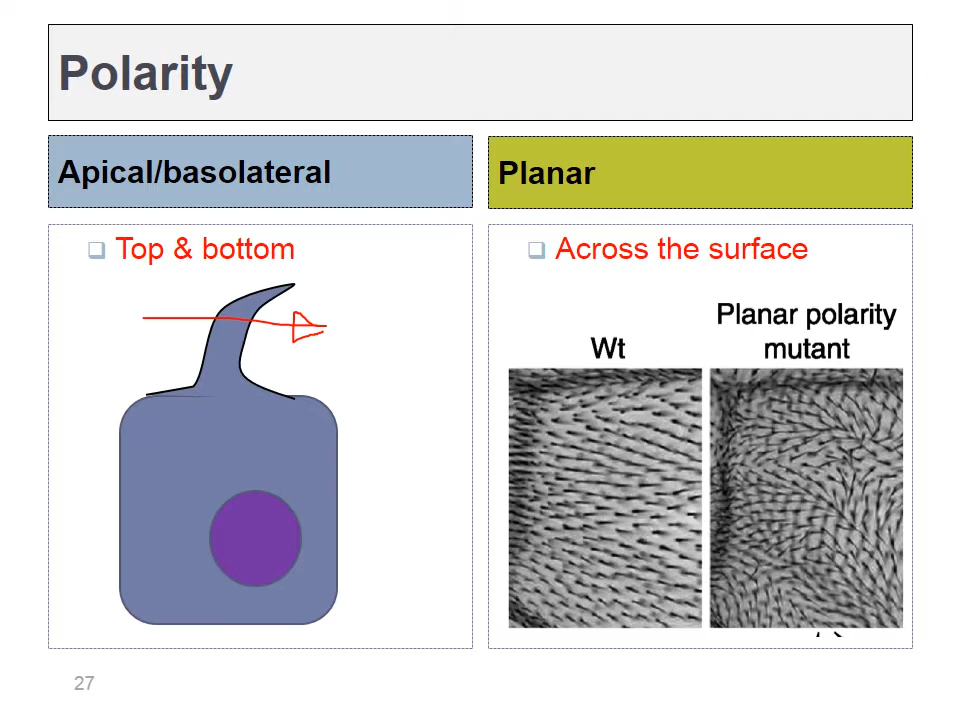 Polarity
Apical/basolateral
Planar
Top & bottom
Across the surface
Wt
Planar polarity
mutant
27